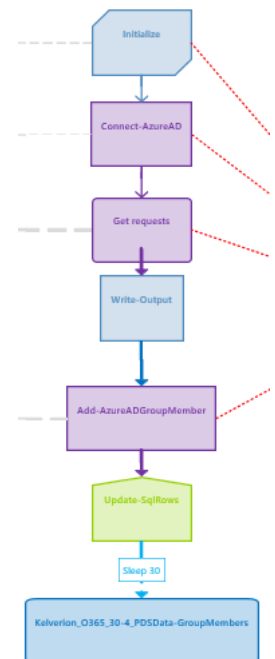 Initialize
Connect-AzureAD
Get requests
Write-Output
Add-AzureADGroupMember
Update-SqlRows
Sleep 30
Kelverion_O365_30-4_PDSData-GroupMembers